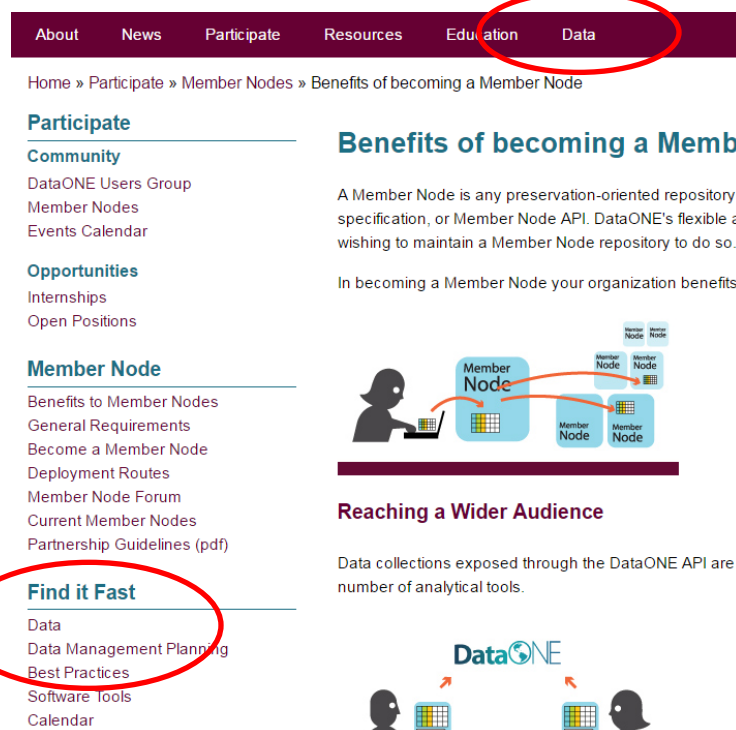 About News Participate Resources Education Data
Home » Participate » Member Nodes » Benefits of becoming a Member Node
Participate
Community
DataONE Users Group
Member Nodes
Events Calendar
Opportunities
Internships
Open Positions
Member Node
Benefits to Member Nodes
General Requirements
Become a Member Node
Deployment Routes
Member Node Forum
Current Member Nodes
Partnership Guidelines (pdf)
Find it Fast
Data
Data Management Planning
Best Practices
Software Tools
Calendar
Benefits of becoming a Memb
A Member Node is any preservation-oriented repository
specification, or Member Node API. DataONE's flexible a
wishing to maintain a Member Node repository to do so.
In becoming a Member Node your organization benefits
Member
Node
Member
Node
Member
Node
Member
Node
Member
Node
Member
Node
Member
Node
Reaching a Wider Audience
Data collections exposed through the DataONE API are
number of analytical tools.
DataONE